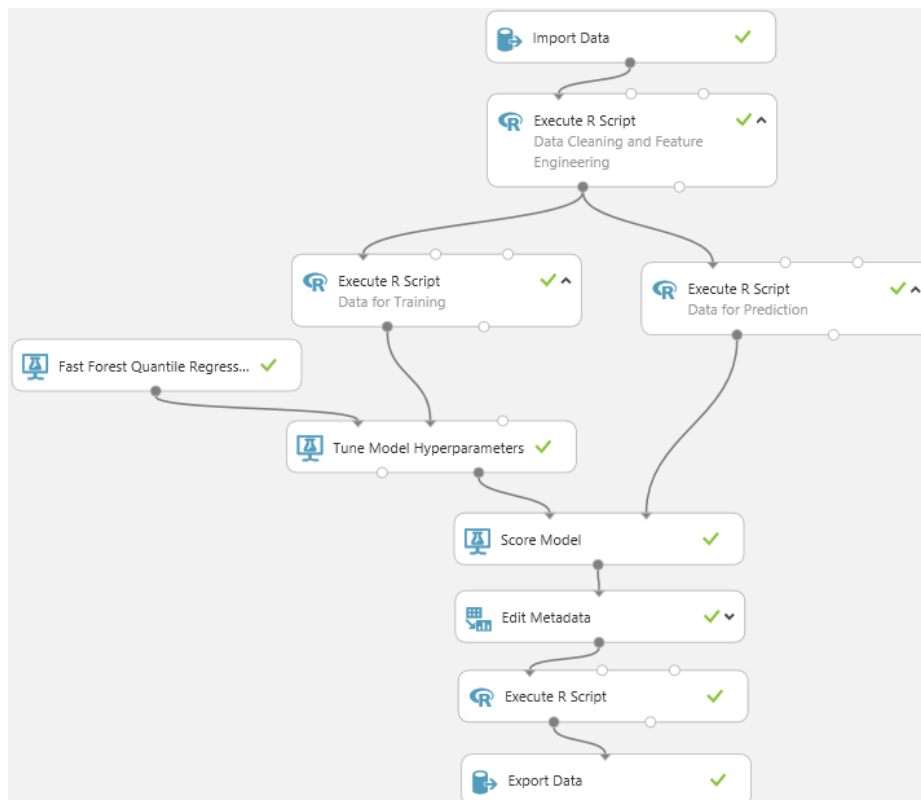 Import Data
Execute R Script
Data Cleaning and Feature
Engineering
Execute R Script
Data for Training
Execute R Script
Data for Prediction
Fast Forest Quantile Regress...
Tune Model Hyperparameters
Score Model
Edit Metadata
Execute R Script
Export Data